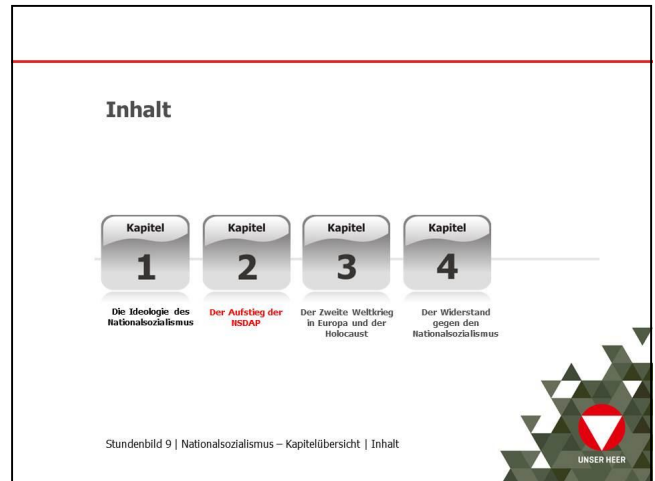 Inhalt
Kapitel
1
Die Ideologie des
Nationalsozialismus
Kapitel
2
Der Aufstieg der
NSDAP
Kapitel
3
Der Zweite Weltkrieg
in Europa und der
Holocaust
Kapitel
4
Der Widerstand
gegen den
Nationalsozialismus
Stundenbild 9 | Nationalsozialismus – Kapitelübersicht | Inhalt
UNSER HEER